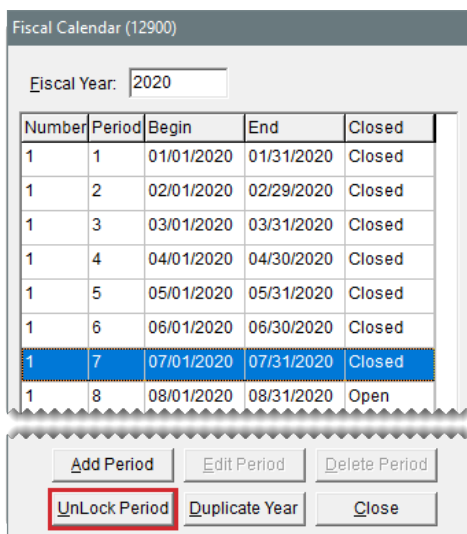 Fiscal Calendar (12900)
Fiscal Year: 2020
Number Period Begin End Closed
1 1 01/01/2020 01/31/2020 Closed
1 2 02/01/2020 02/29/2020 Closed
1 3 03/01/2020 03/31/2020 Closed
1 4 04/01/2020 04/30/2020 Closed
1 5 05/01/2020 05/31/2020 Closed
1 6 06/01/2020 06/30/2020 Closed
1 7 07/01/2020 07/31/2020 Closed
1 8 08/01/2020 08/31/2020 Open
Add Period Edit Period Delete Period
UnLock Period Duplicate Year Close